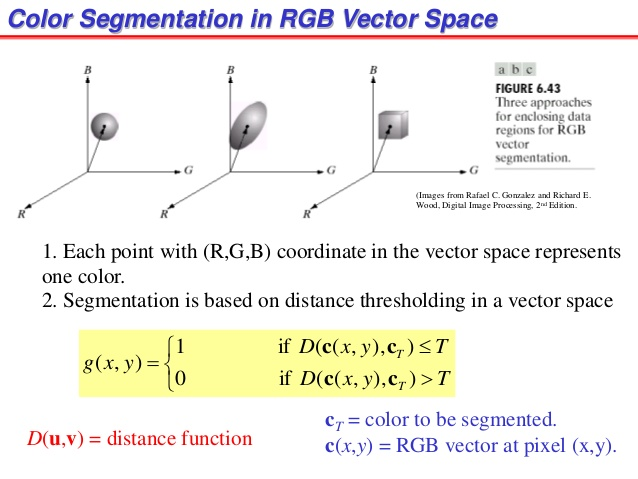 Color Segmentation in RGB Vector Space
B
G
R
B
G
R
B
G
R
a b c
FIGURE 6.43
Three approaches
for enclosing data
regions for RGB
vector
segmentation.
(Images from Rafael C. Gonzalez and Richard E.
Wood, Digital Image Processing, 2nd Edition.
1. Each point with (R,G,B) coordinate in the vector space represents
one color.
2. Segmentation is based on distance thresholding in a vector space
g(x, y) = { 1 if D(c(x, y),c_T) ≤ T
0 if D(c(x, y),c_T) > T
D(u,v) = distance function
c_T = color to be segmented.
c(x,y) = RGB vector at pixel (x,y).